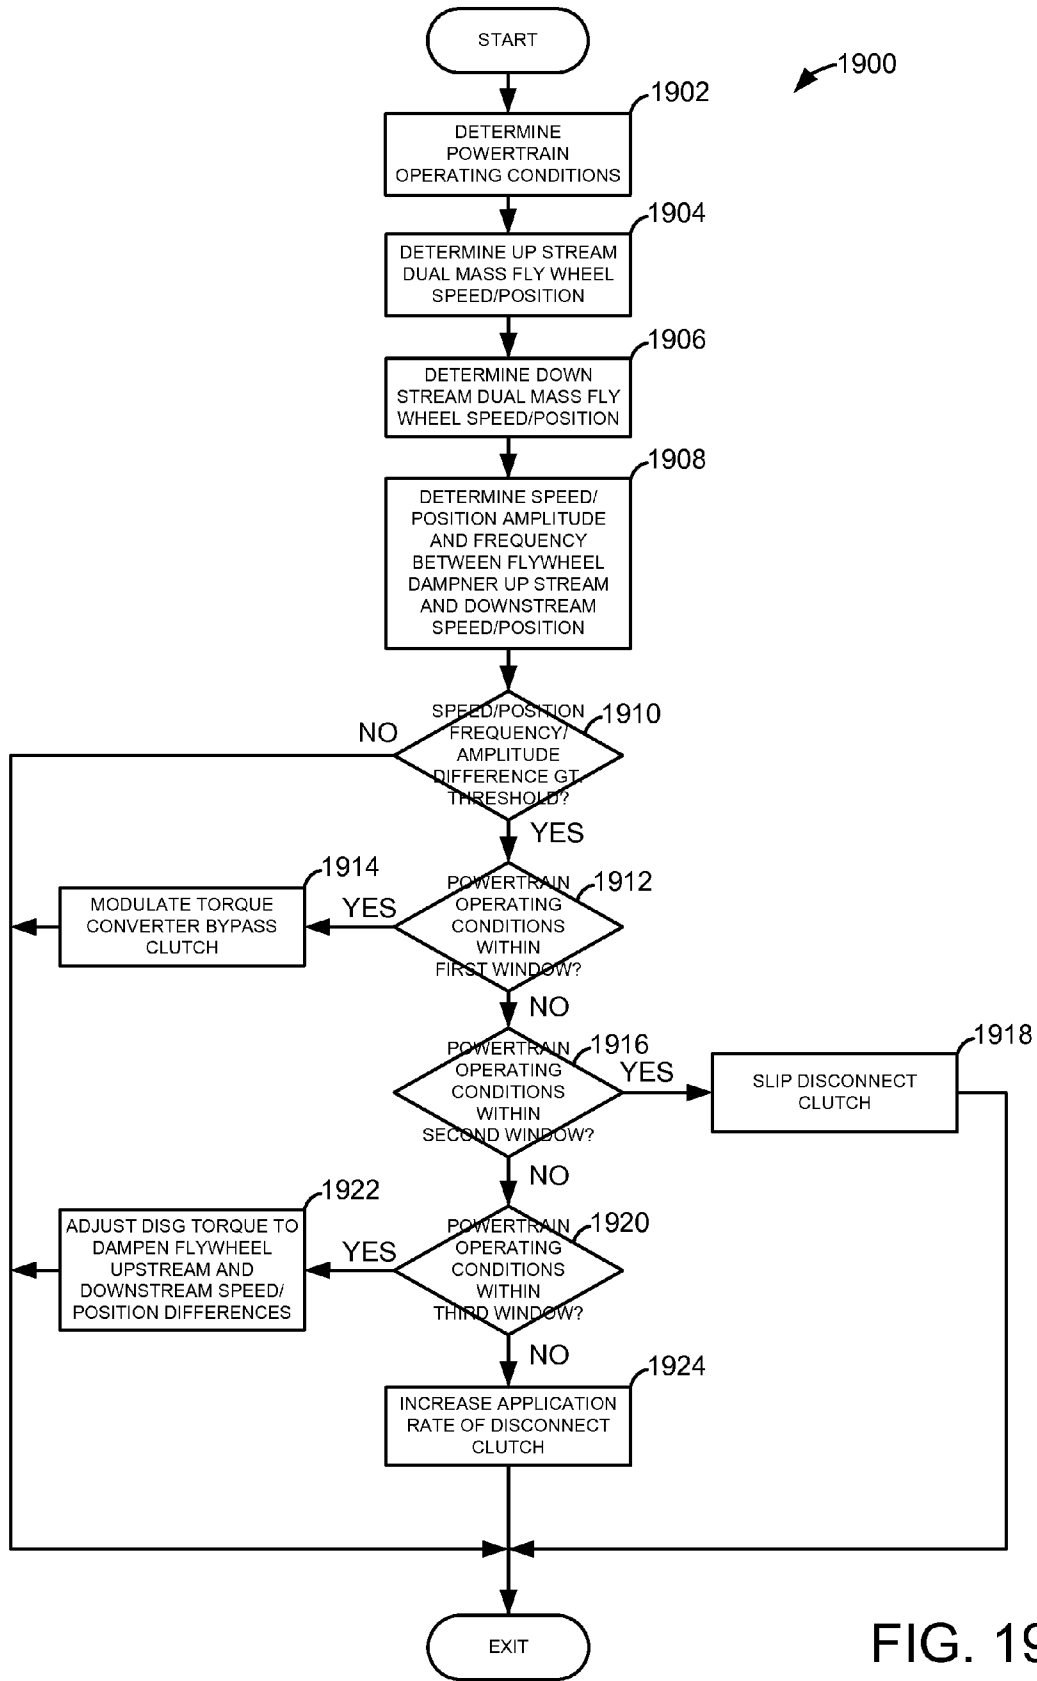 START
1900
1902
DETERMINE
POWERTRAIN
OPERATING CONDITIONS
1904
DETERMINE UP STREAM
DUAL MASS FLY WHEEL
SPEED/POSITION
1906
DETERMINE DOWN
STREAM DUAL MASS FLY
WHEEL SPEED/POSITION
1908
DETERMINE SPEED/
POSITION AMPLITUDE
AND FREQUENCY
BETWEEN FLYWHEEL
DAMPNER UP STREAM
AND DOWNSTREAM
SPEED/POSITION
1910
SPEED/POSITION
FREQUENCY/
AMPLITUDE
DIFFERENCE GT.
THRESHOLD?
NO
YES
1912
POWERTRAIN
OPERATING
CONDITIONS
WITHIN
FIRST WINDOW?
YES
1914
MODULATE TORQUE
CONVERTER BYPASS
CLUTCH
NO
1916
POWERTRAIN
OPERATING
CONDITIONS
WITHIN
SECOND WINDOW?
YES
1918
SLIP DISCONNECT
CLUTCH
NO
1920
POWERTRAIN
OPERATING
CONDITIONS
WITHIN
THIRD WINDOW?
YES
1922
ADJUST DISG TORQUE TO
DAMPEN FLYWHEEL
UPSTREAM AND
DOWNSTREAM SPEED/
POSITION DIFFERENCES
NO
1924
INCREASE APPLICATION
RATE OF DISCONNECT
CLUTCH
EXIT
FIG. 19